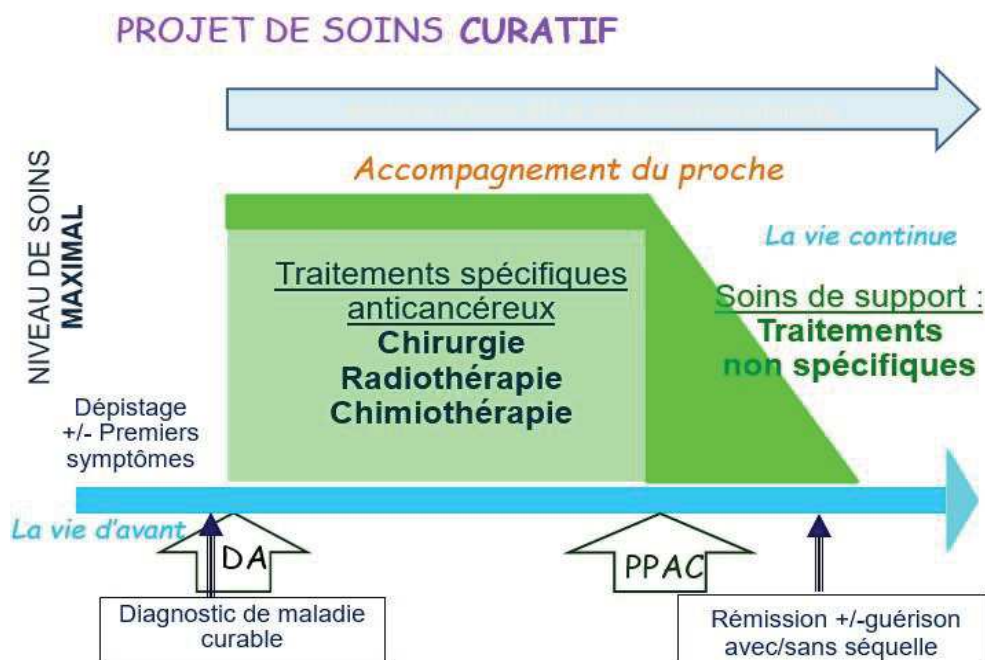 PROJET DE SOINS CURATIF
NIVEAU DE SOINS
MAXIMAL
Accompagnement du proche
La vie continue
Traitements spécifiques
anticancéreux
Chirurgie
Radiothérapie
Chimiothérapie
Soins de support :
Traitements
non spécifiques
Dépistage
+/- Premiers
symptômes
La vie d'avant
DA
PPAC
Diagnostic de maladie
curable
Rémission +/-guérison
avec/sans séquelle